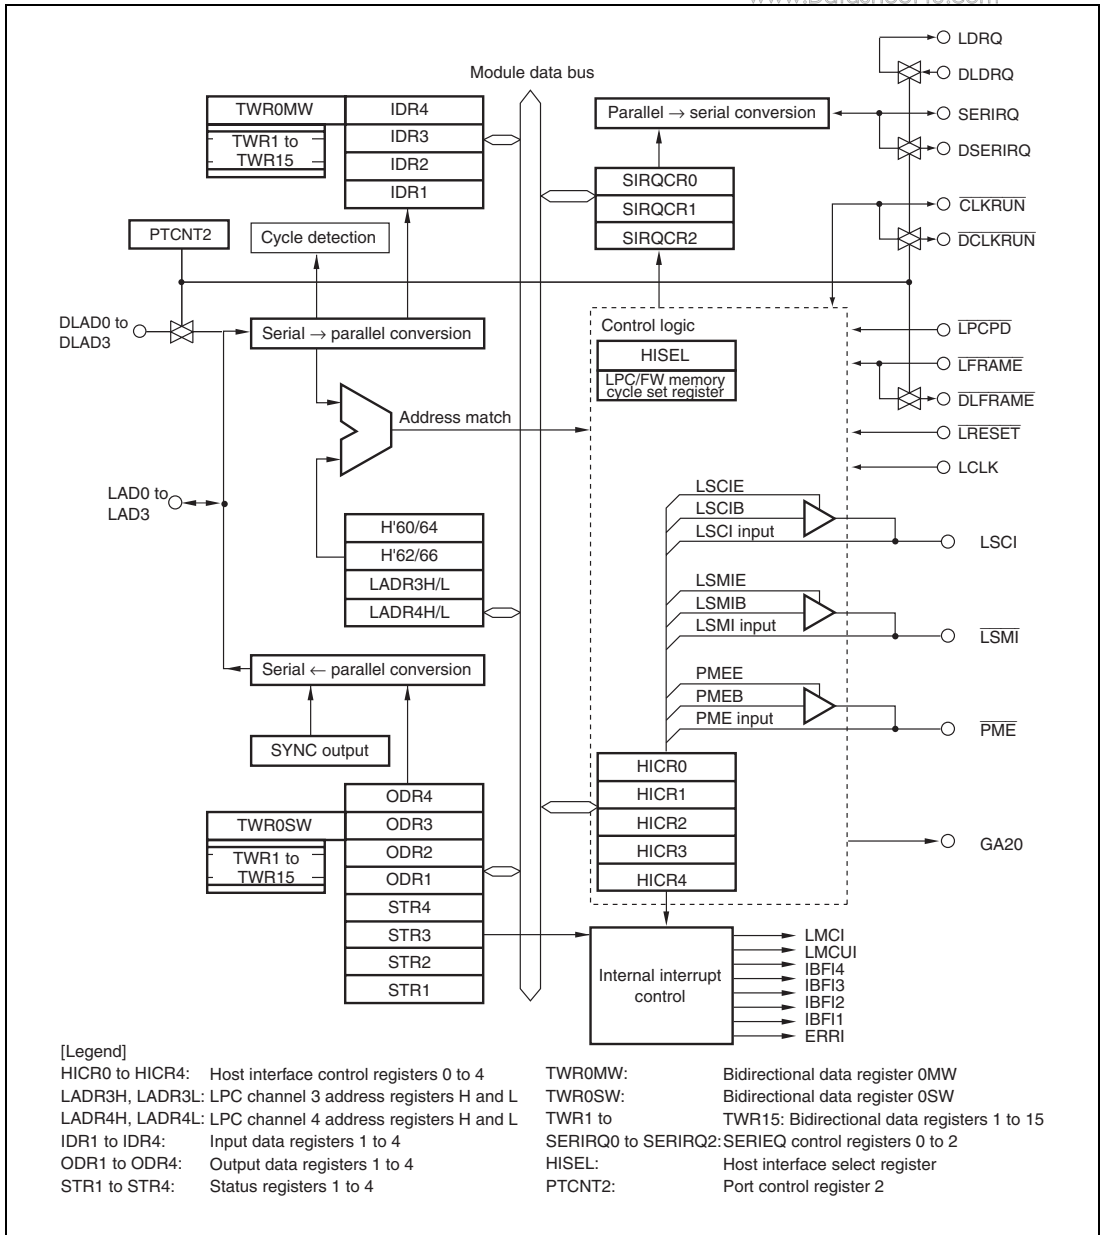 www.DataSheet4U.com
LDRQ
Module data bus
DLDRQ
TWR0MW
IDR4
Parallel → serial conversion
SERIRQ
TWR1 to
TWR15
IDR3
DSERIRQ
IDR2
SIRQCR0
IDR1
SIRQCR1
CLKRUN
PTCNT2
Cycle detection
SIRQCR2
DCLKRUN
DLAD0 to
DLAD3
Serial → parallel conversion
Control logic
LPCPD
HISEL
LFRAME
LPC/FW memory
cycle set register
DLFRAME
Address match
LRESET
LCLK
LAD0 to
LAD3
LSCIE
LSCIB
LSCI input
LSCI
H'60/64
H'62/66
LADR3H/L
LADR4H/L
LSMIE
LSMIB
LSMI input
LSMI
Serial ← parallel conversion
PMEE
PMEB
PME input
PME
SYNC output
HICR0
HICR1
HICR2
HICR3
HICR4
ODR4
TWR0SW
ODR3
TWR1 to
TWR15
ODR2
ODR1
GA20
STR4
STR3
STR2
STR1
Internal interrupt
control
LMCI
LMCUI
IBFI4
IBFI3
IBFI2
IBFI1
ERRI
[Legend]
HICR0 to HICR4: Host interface control registers 0 to 4
LADR3H, LADR3L: LPC channel 3 address registers H and L
LADR4H, LADR4L: LPC channel 4 address registers H and L
IDR1 to IDR4: Input data registers 1 to 4
ODR1 to ODR4: Output data registers 1 to 4
STR1 to STR4: Status registers 1 to 4
TWR0MW: Bidirectional data register 0MW
TWR0SW: Bidirectional data register 0SW
TWR1 to TWR15: Bidirectional data registers 1 to 15
SERIRQ0 to SERIRQ2: SERIEQ control registers 0 to 2
HISEL: Host interface select register
PTCNT2: Port control register 2